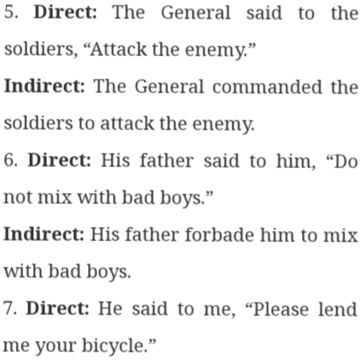 5. Direct: The General said to the
soldiers, “Attack the enemy.”
Indirect: The General commanded the
soldiers to attack the enemy.
6. Direct: His father said to him, “Do
not mix with bad boys.”
Indirect: His father forbade him to mix
with bad boys.
7. Direct: He said to me, “Please lend
me your bicycle.”